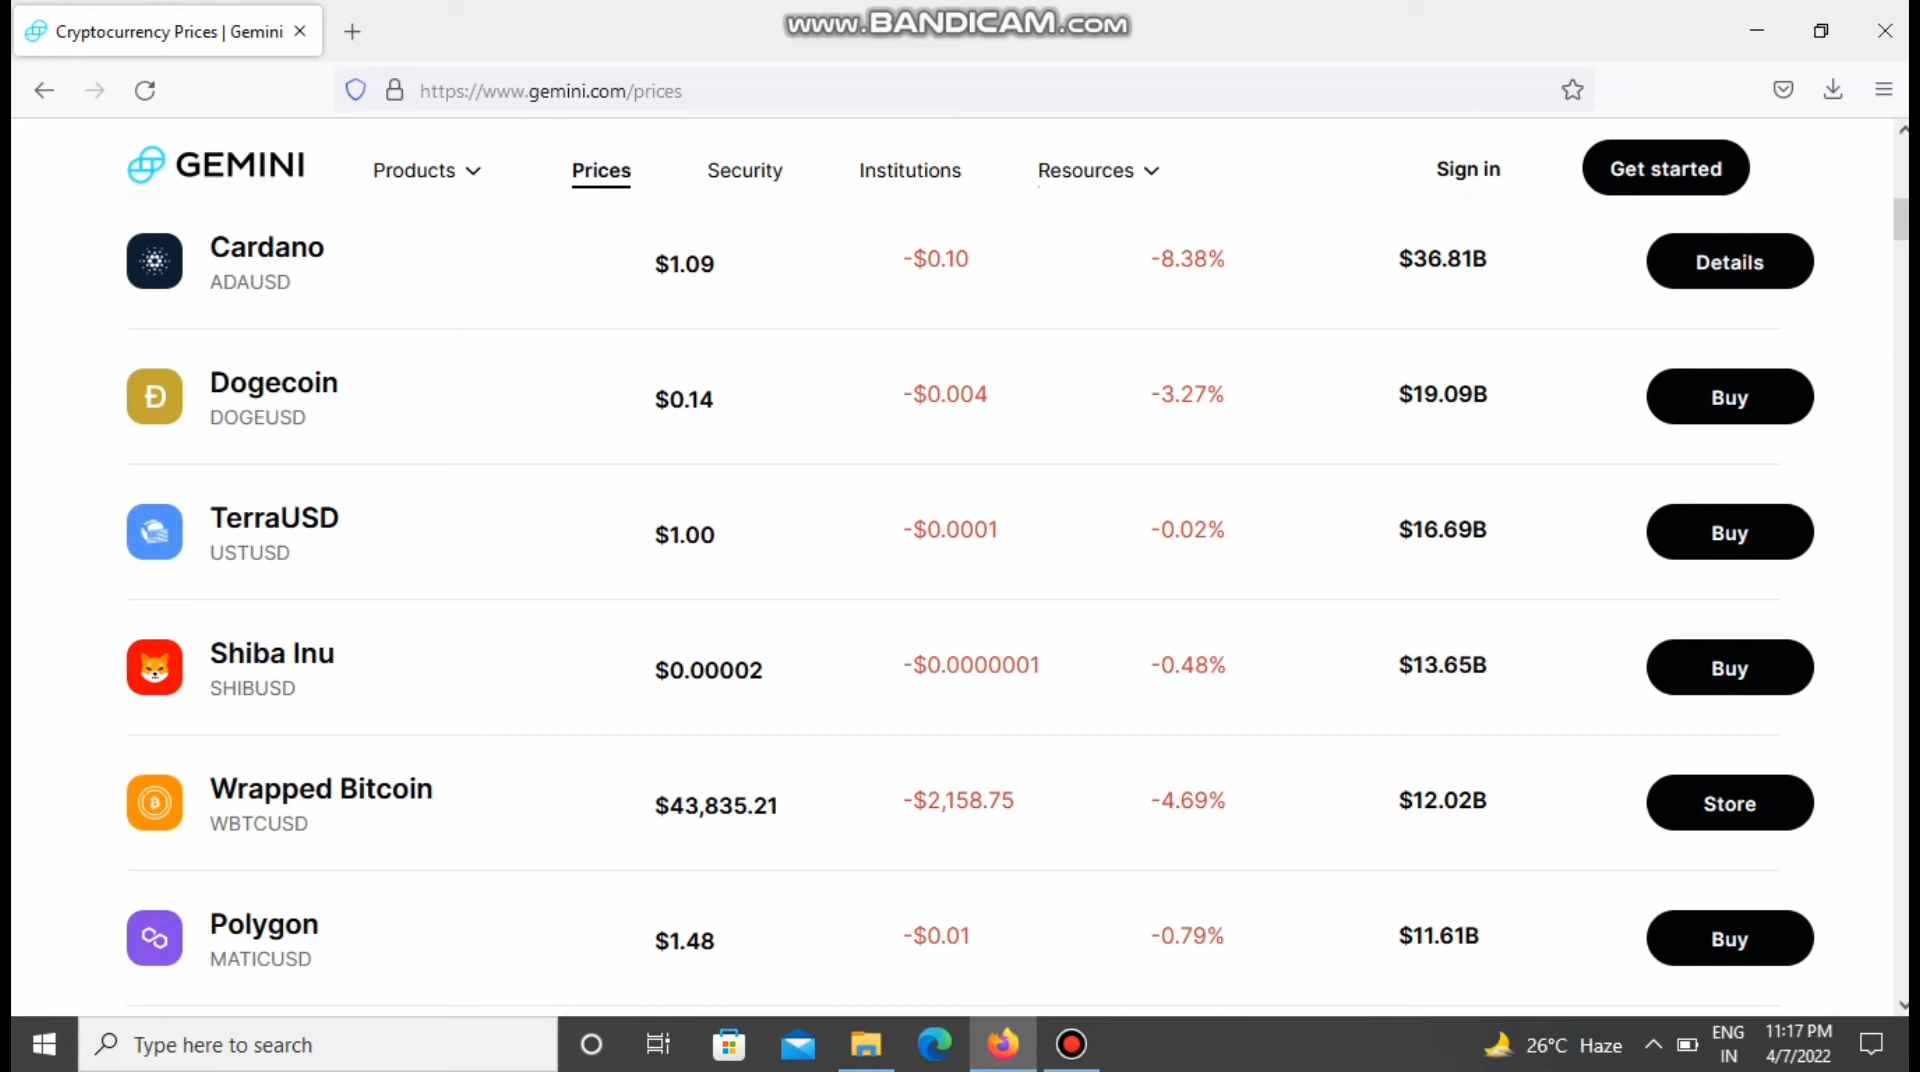 Cryptocurrency Prices | Gemini
www.BANDICAM.com
https://www.gemini.com/prices
GEMINI Products Prices Security Institutions Resources Sign in Get started
Cardano
ADAUSD
$1.09 -$0.10 -8.38% $36.81B Details
Dogecoin
DOGEUSD
$0.14 -$0.004 -3.27% $19.09B Buy
TerraUSD
USTUSD
$1.00 -$0.0001 -0.02% $16.69B Buy
Shiba Inu
SHIBUSD
$0.00002 -$0.0000001 -0.48% $13.65B Buy
Wrapped Bitcoin
WBTCUSD
$43,835.21 -$2,158.75 -4.69% $12.02B Store
Polygon
MATICUSD
$1.48 -$0.01 -0.79% $11.61B Buy
Type here to search
26°C Haze
ENG
IN
11:17 PM
4/7/2022